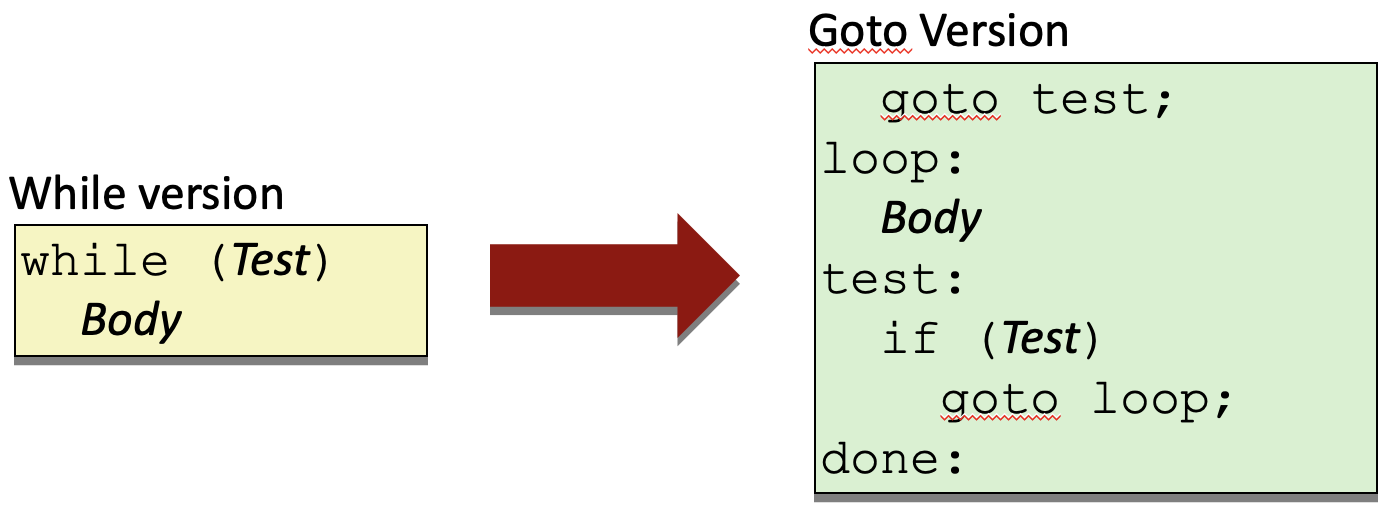 While version
while (Test)
Body
Goto Version
goto test;
loop:
Body
test:
if (Test)
goto loop;
done: